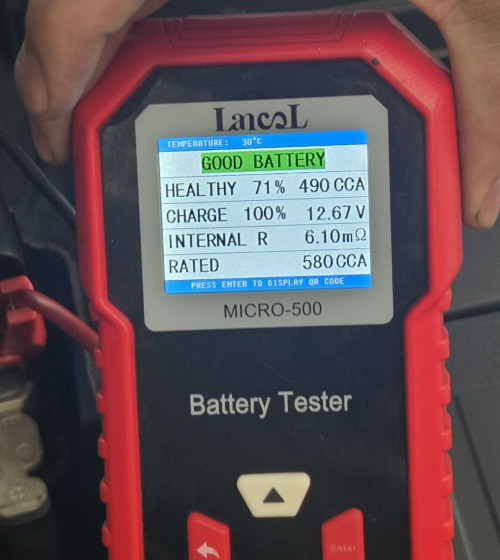 Lancol
TEMPERATURE: 30°C
GOOD BATTERY
HEALTHY 71% 490 CCA
CHARGE 100% 12.67 V
INTERNAL R 6.10mΩ
RATED 580 CCA
PRESS ENTER TO DISPLAY QR CODE
MICRO-500
Battery Tester
Enter